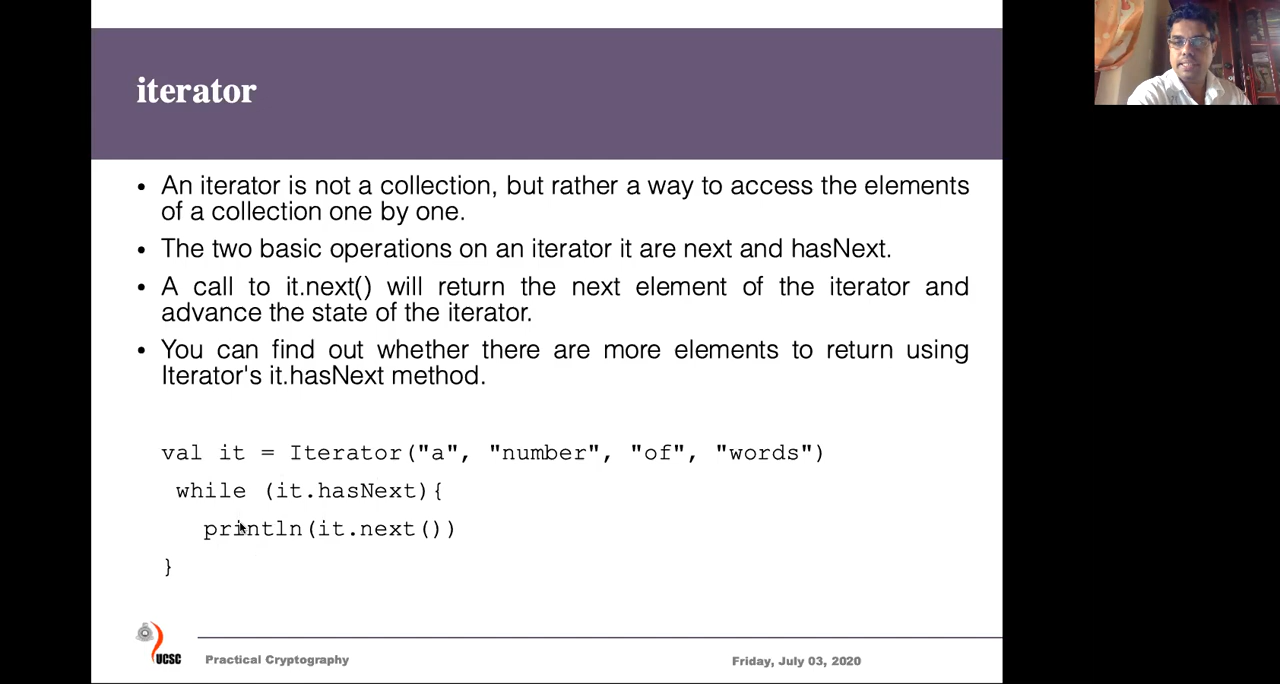 iterator
• An iterator is not a collection, but rather a way to access the elements
of a collection one by one.
• The two basic operations on an iterator it are next and hasNext.
• A call to it.next() will return the next element of the iterator and
advance the state of the iterator.
• You can find out whether there are more elements to return using
Iterator's it.hasNext method.
val it = Iterator("a", "number", "of", "words")
while (it.hasNext){
println(it.next())
}
UCSC
Practical Cryptography
Friday, July 03, 2020